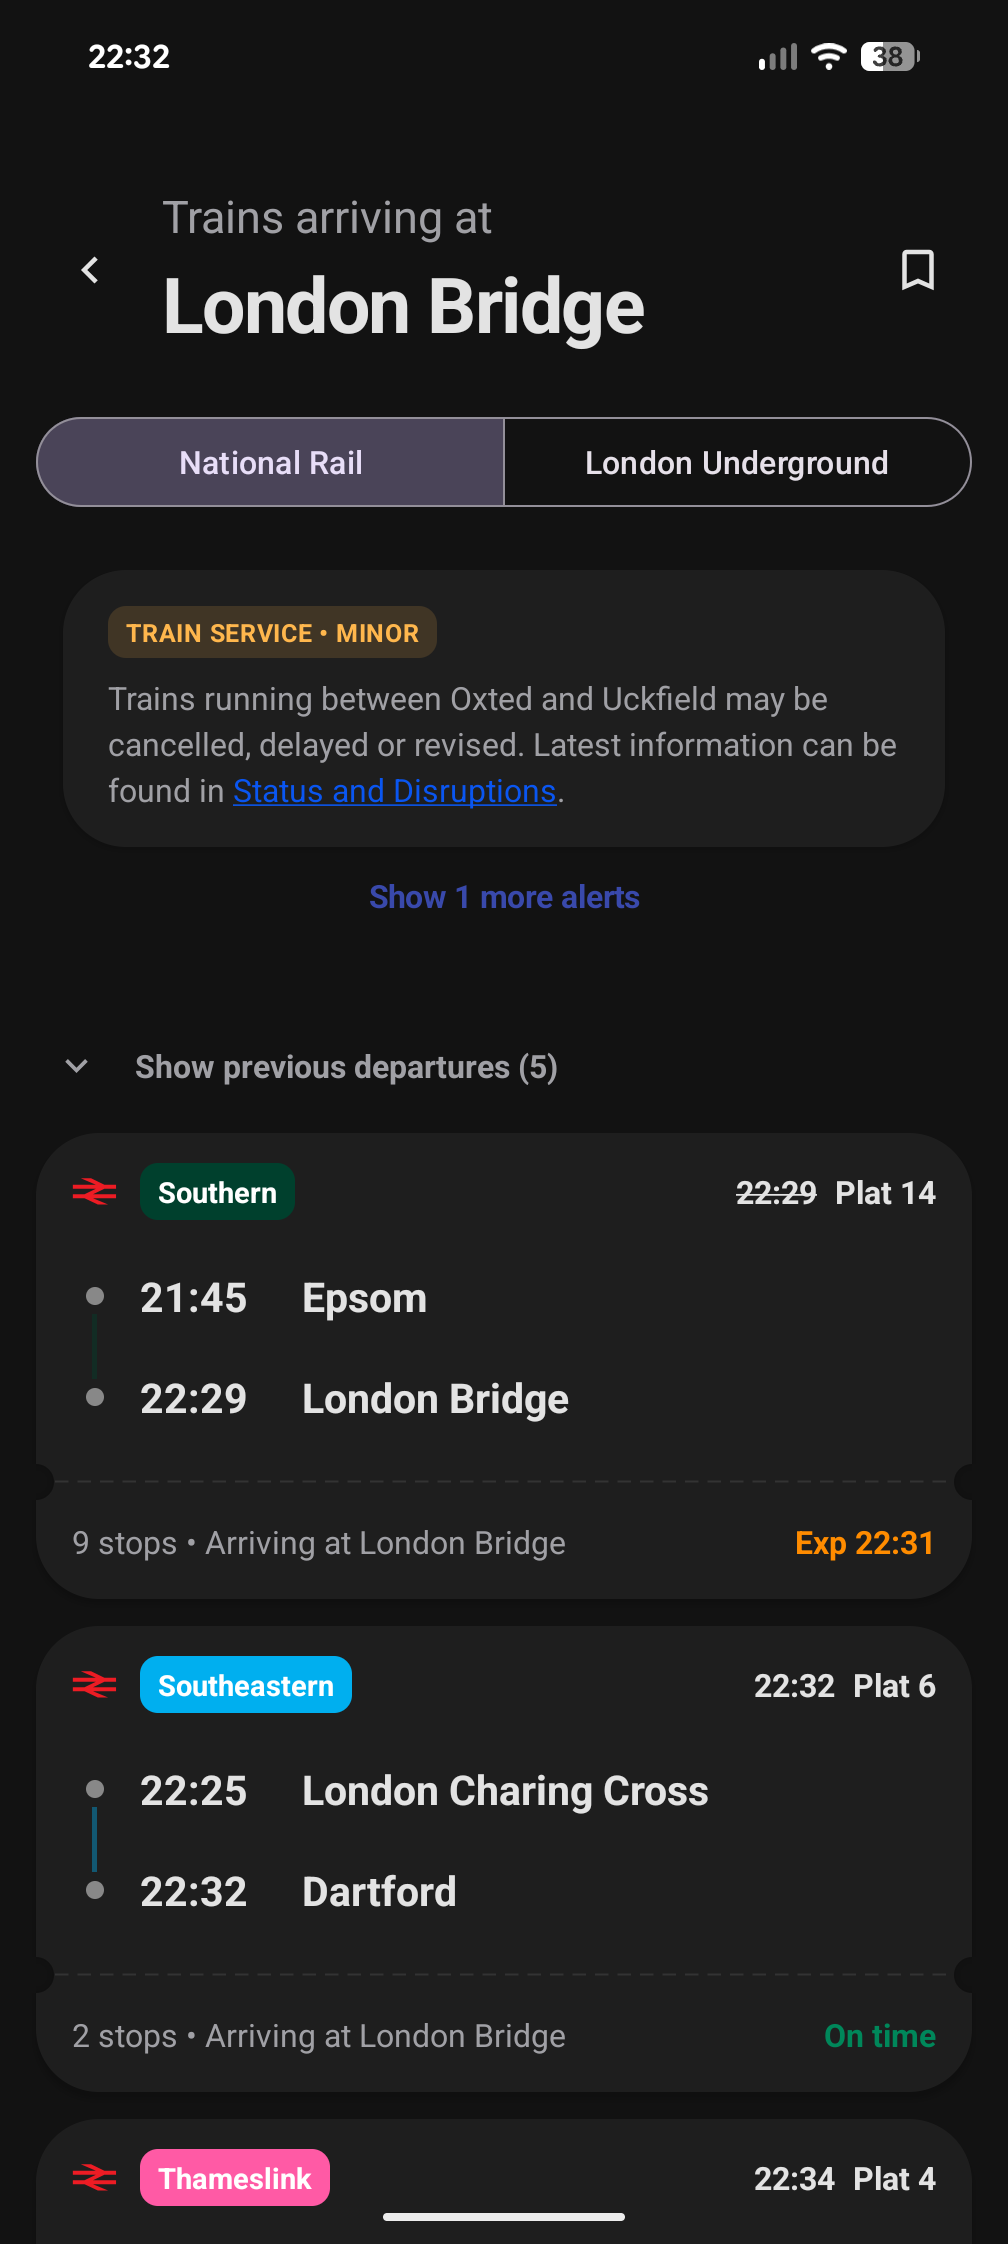 22:32
38
Trains arriving at
London Bridge
National Rail
London Underground
TRAIN SERVICE • MINOR
Trains running between Oxted and Uckfield may be
cancelled, delayed or revised. Latest information can be
found in Status and Disruptions.
Show 1 more alerts
Show previous departures (5)
Southern
22:29 Plat 14
21:45 Epsom
22:29 London Bridge
9 stops • Arriving at London Bridge
Exp 22:31
Southeastern
22:32 Plat 6
22:25 London Charing Cross
22:32 Dartford
2 stops • Arriving at London Bridge
On time
Thameslink
22:34 Plat 4